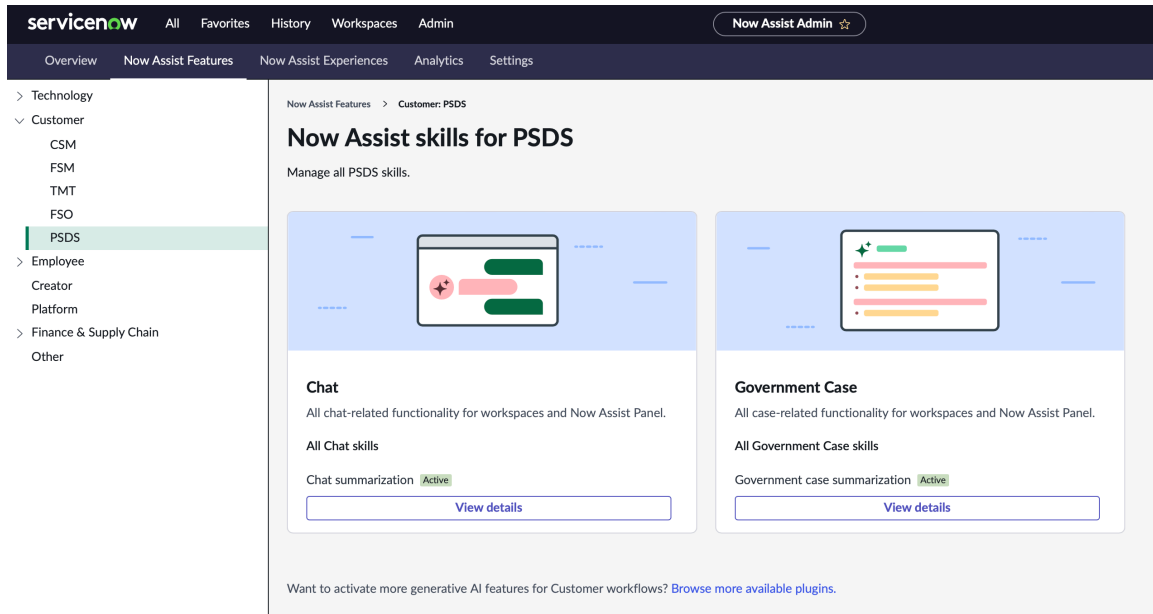 servicenow All Favorites History Workspaces Admin Now Assist Admin
Overview Now Assist Features Now Assist Experiences Analytics Settings
Technology
Customer
CSM
FSM
TMT
FSO
PSDS
Employee
Creator
Platform
Finance & Supply Chain
Other
Now Assist Features > Customer: PSDS
Now Assist skills for PSDS
Manage all PSDS skills.
Chat
All chat-related functionality for workspaces and Now Assist Panel.
All Chat skills
Chat summarization Active
View details
Government Case
All case-related functionality for workspaces and Now Assist Panel.
All Government Case skills
Government case summarization Active
View details
Want to activate more generative AI features for Customer workflows? Browse more available plugins.